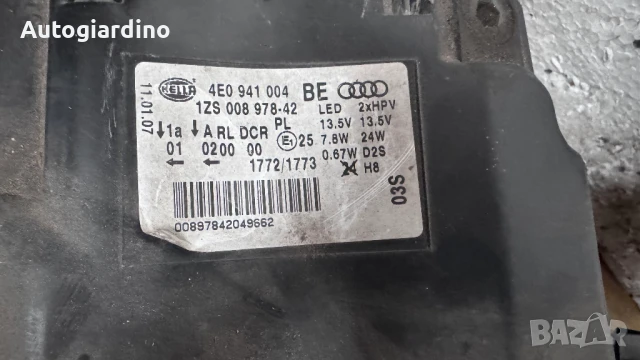 Autogiardino
HELLA 4E0 941 004 BE
11.01.07
1ZS 008 978-42 LED 2xHPV
PL 13.5V 13.5V
1a A RL DCR E1 25 7.8W 24W
01 0200 00 0.67W D2S
1772/1773 24 H8
03S
00897842049662
BAZAR